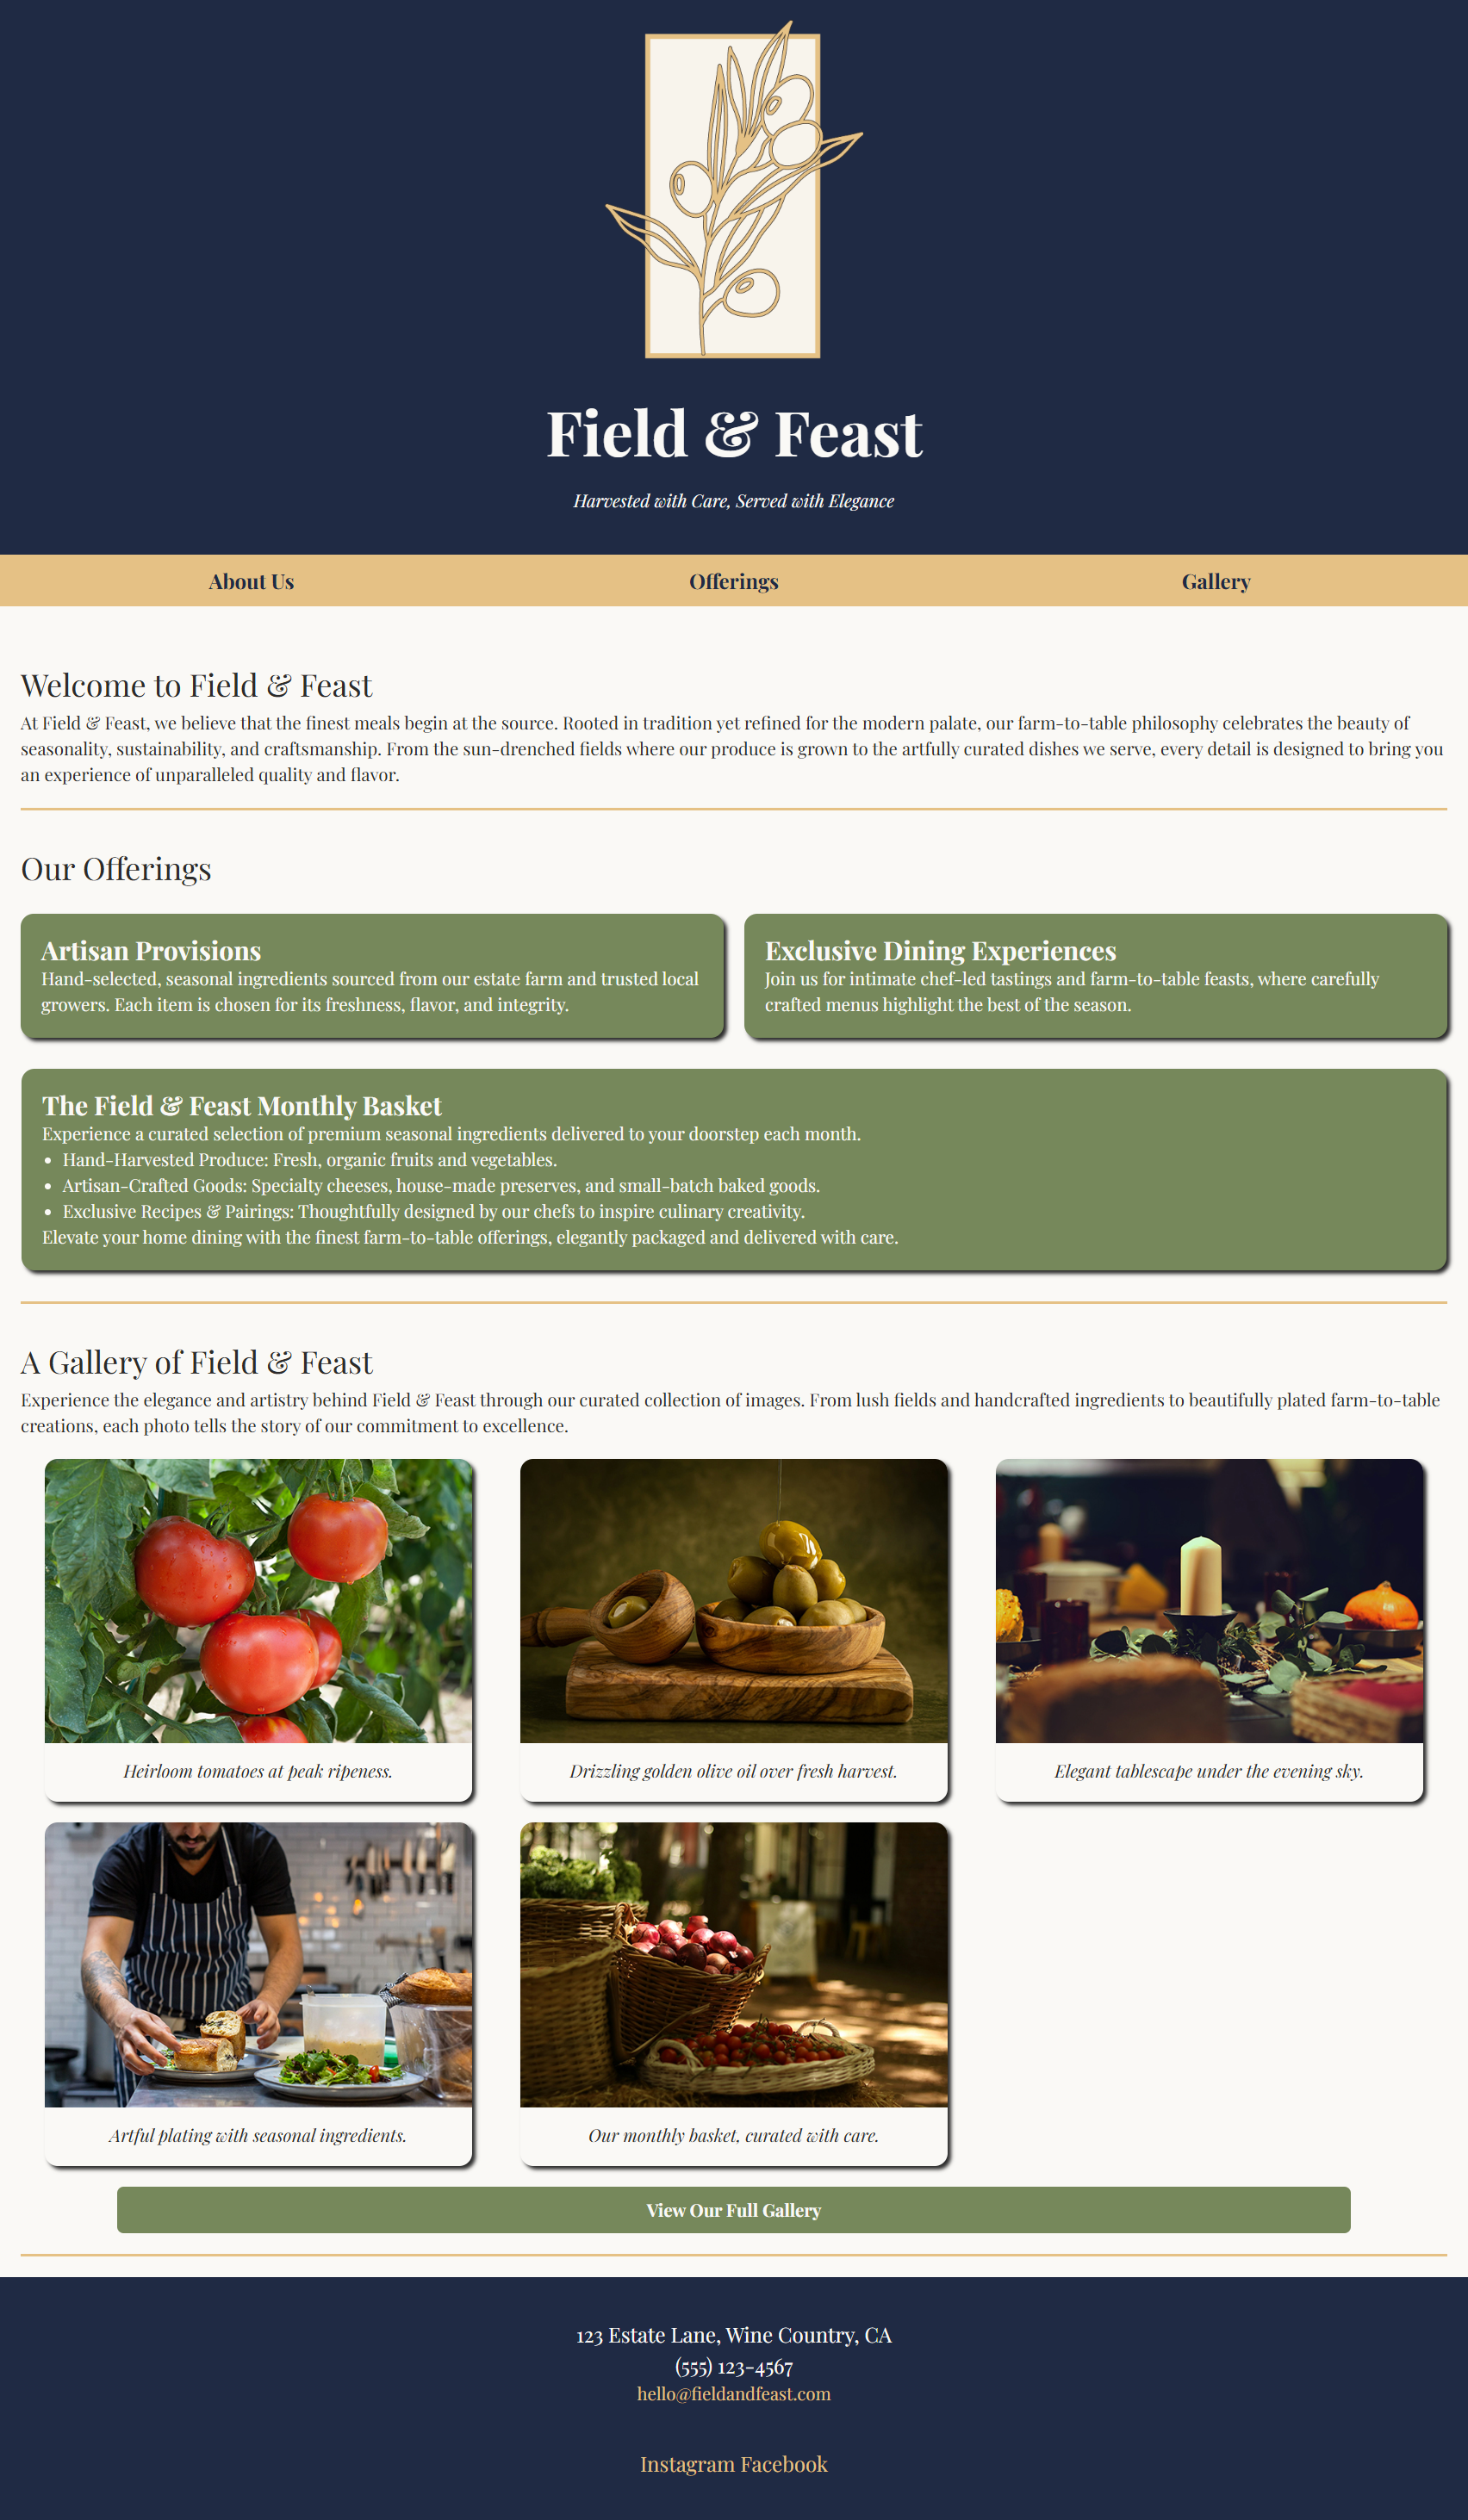 Field & Feast
Harvested with Care, Served with Elegance
About Us
Offerings
Gallery
Welcome to Field & Feast
At Field & Feast, we believe that the finest meals begin at the source. Rooted in tradition yet refined for the modern palate, our farm-to-table philosophy celebrates the beauty of
seasonality, sustainability, and craftsmanship. From the sun-drenched fields where our produce is grown to the artfully curated dishes we serve, every detail is designed to bring you
an experience of unparalleled quality and flavor.
Our Offerings
Artisan Provisions
Hand-selected, seasonal ingredients sourced from our estate farm and trusted local
growers. Each item is chosen for its freshness, flavor, and integrity.
Exclusive Dining Experiences
Join us for intimate chef-led tastings and farm-to-table feasts, where carefully
crafted menus highlight the best of the season.
The Field & Feast Monthly Basket
Experience a curated selection of premium seasonal ingredients delivered to your doorstep each month.
• Hand-Harvested Produce: Fresh, organic fruits and vegetables.
• Artisan-Crafted Goods: Specialty cheeses, house-made preserves, and small-batch baked goods.
• Exclusive Recipes & Pairings: Thoughtfully designed by our chefs to inspire culinary creativity.
Elevate your home dining with the finest farm-to-table offerings, elegantly packaged and delivered with care.
A Gallery of Field & Feast
Experience the elegance and artistry behind Field & Feast through our curated collection of images. From lush fields and handcrafted ingredients to beautifully plated farm-to-table
creations, each photo tells the story of our commitment to excellence.
Heirloom tomatoes at peak ripeness.
Drizzling golden olive oil over fresh harvest.
Elegant tablescape under the evening sky.
Artful plating with seasonal ingredients.
Our monthly basket, curated with care.
View Our Full Gallery
123 Estate Lane, Wine Country, CA
(555) 123-4567
hello@fieldandfeast.com
Instagram Facebook